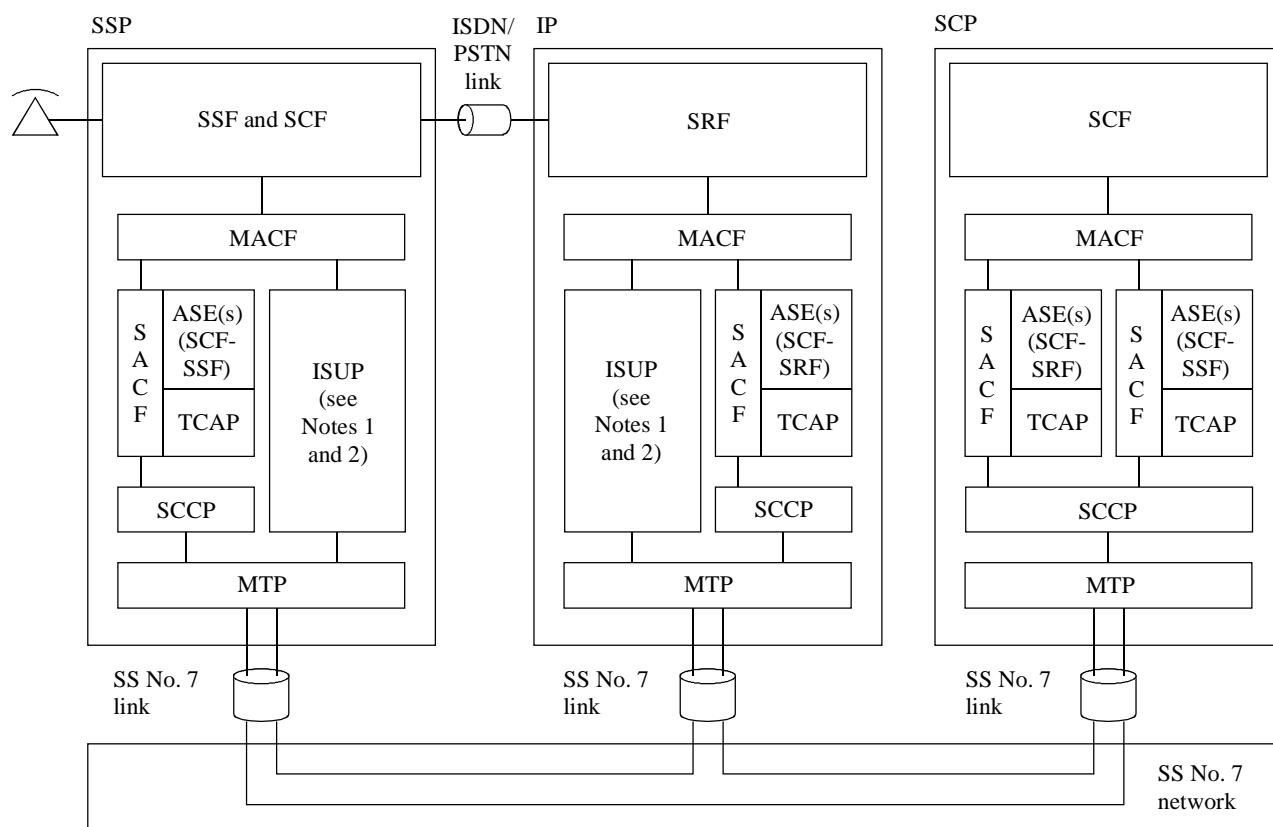 SSP
ISDN/
PSTN
link
IP
SCP
SSF and SCF
SRF
SCF
MACF
MACF
MACF
S
A
C
F
ASE(s)
(SCF-
SSF)
TCAP
ISUP
(see
Notes 1
and 2)
ISUP
(see
Notes 1
and 2)
S
A
C
F
ASE(s)
(SCF-
SRF)
TCAP
S
A
C
F
ASE(s)
(SCF-
SRF)
TCAP
S
A
C
F
ASE(s)
(SCF-
SSF)
TCAP
SCCP
SCCP
SCCP
MTP
MTP
MTP
SS No. 7
link
SS No. 7
link
SS No. 7
link
SS No. 7
network